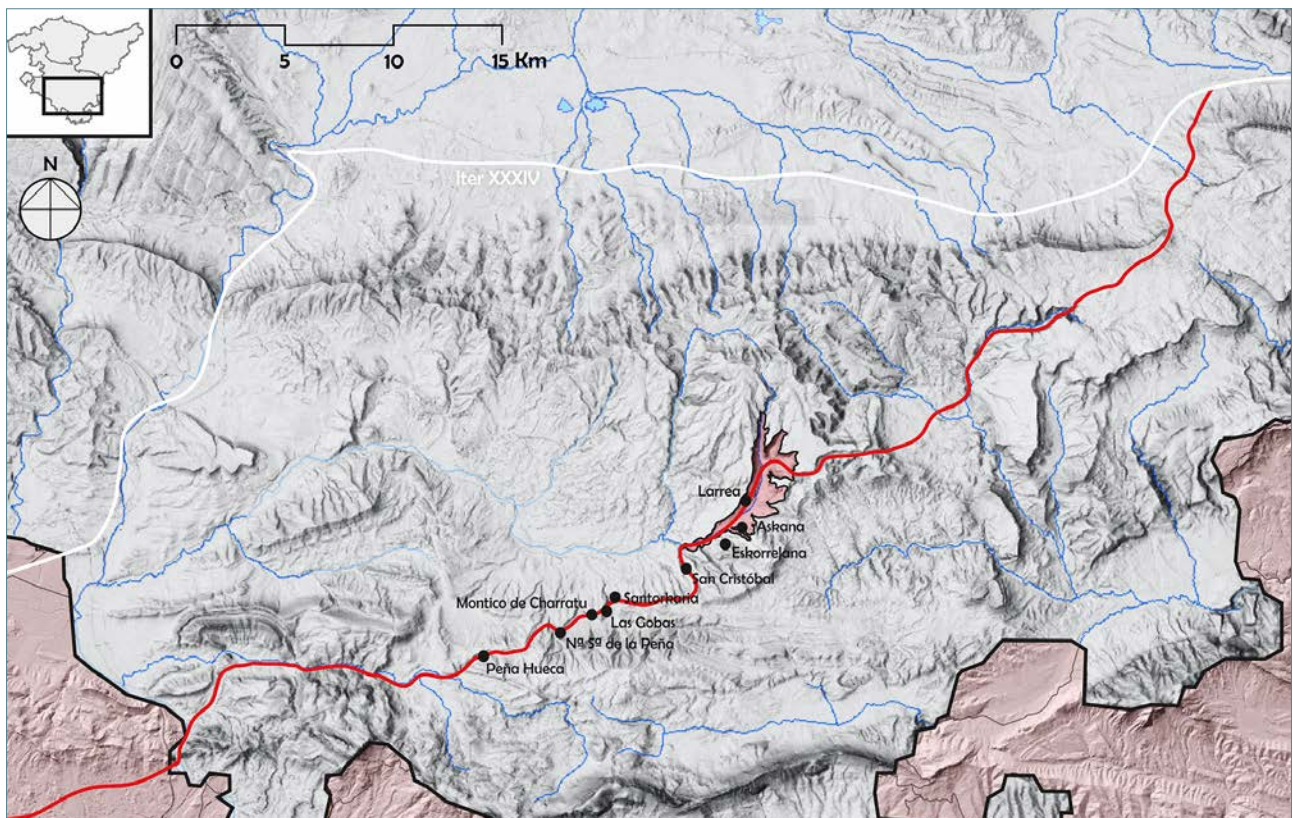 0 5 10 15 Km
N
Iter XXXIV
Larrea
Askana
Eskorrejana
San Cristóbal
Santorkaria
Montico de Charratu
Las Gobas
Nª Sª de la Peña
Peña Hueca